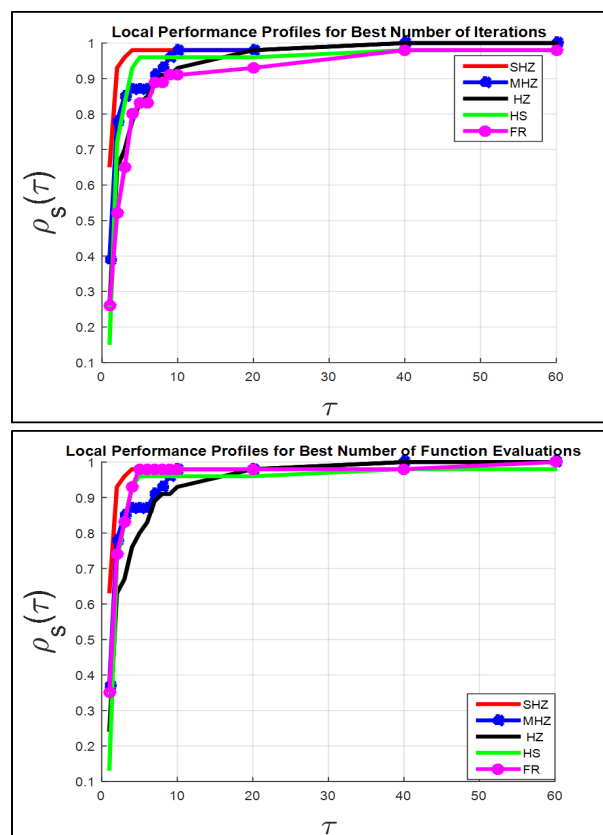 Local Performance Profiles for Best Number of Iterations
1
0.9
0.8
0.7
0.6
0.5
0.4
0.3
0.2
0.1
ρs(τ)
SHZ
MHZ
HZ
HS
FR
0 10 20 30 40 50 60
τ
Local Performance Profiles for Best Number of Function Evaluations
1
0.9
0.8
0.7
0.6
0.5
0.4
0.3
0.2
0.1
ρs(τ)
SHZ
MHZ
HZ
HS
FR
0 10 20 30 40 50 60
τ